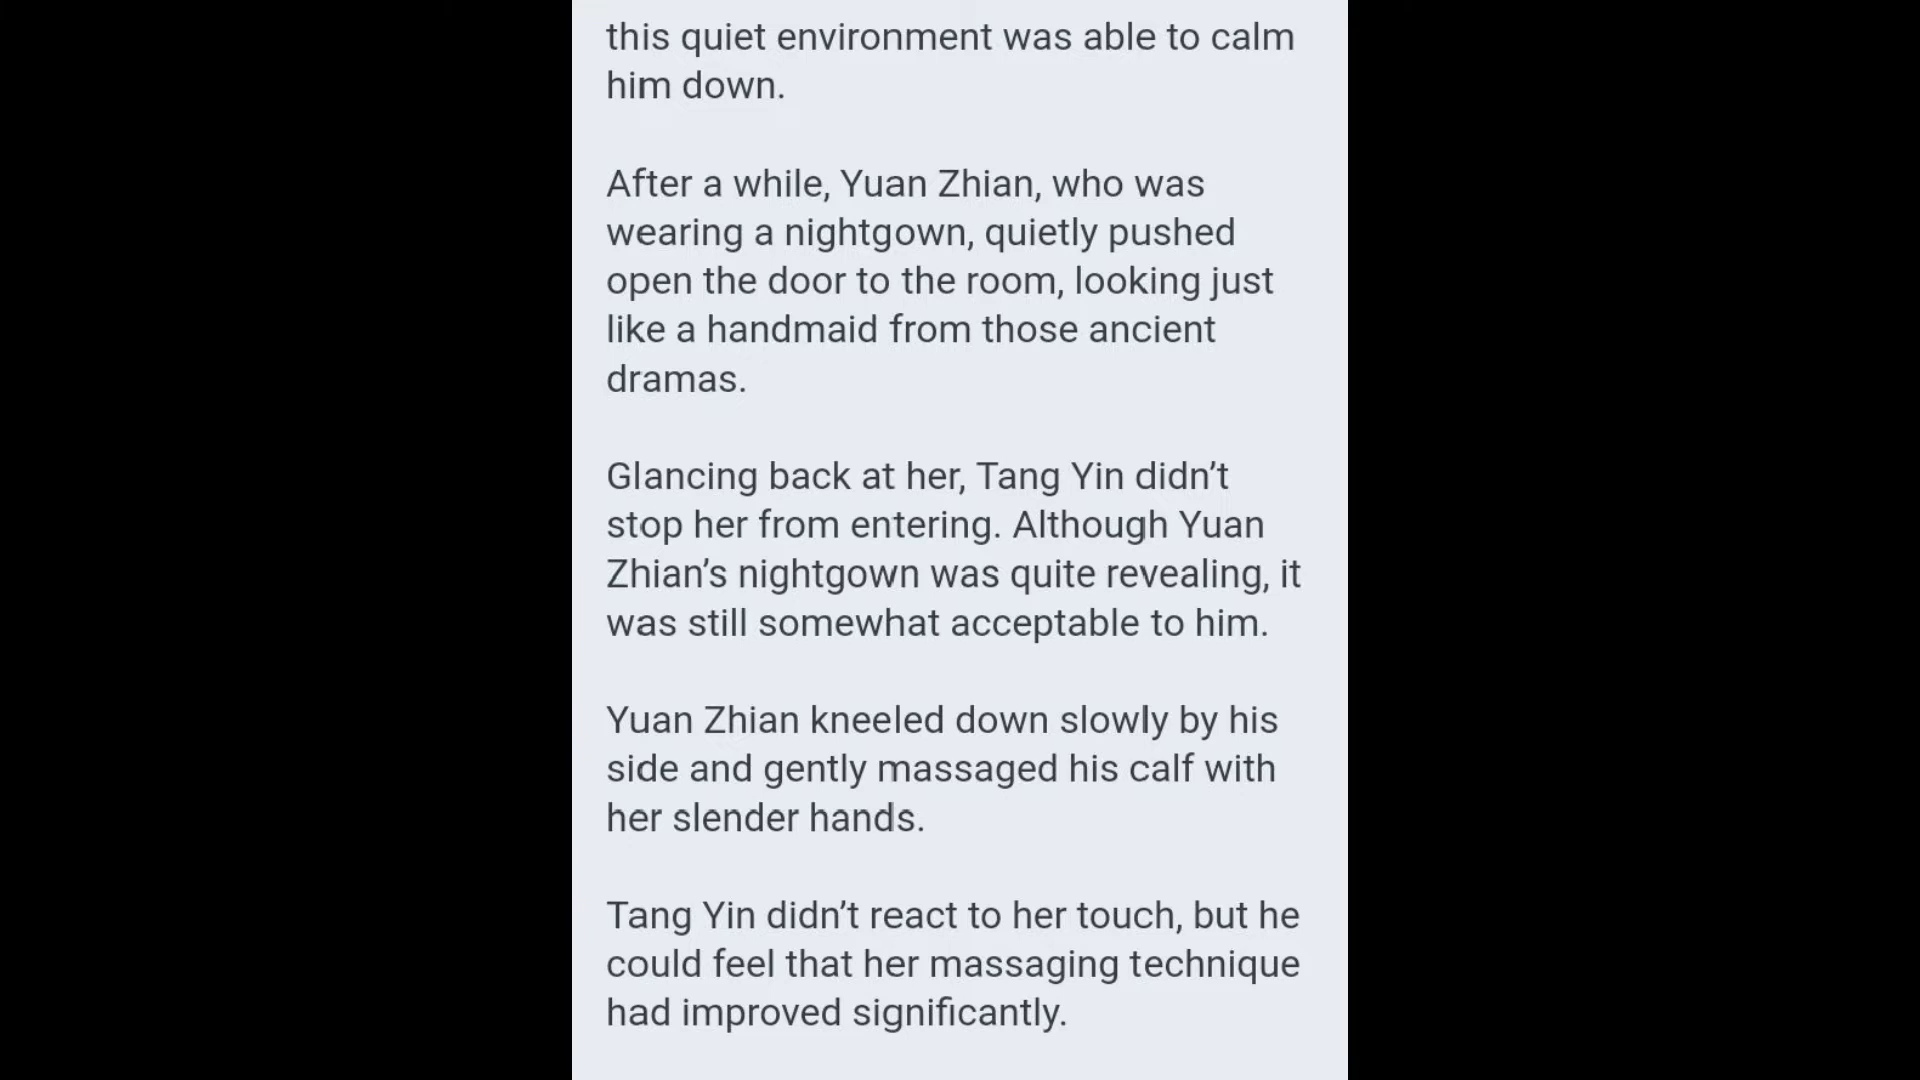 this quiet environment was able to calm
him down.
After a while, Yuan Zhian, who was
wearing a nightgown, quietly pushed
open the door to the room, looking just
like a handmaid from those ancient
dramas.
Glancing back at her, Tang Yin didn’t
stop her from entering. Although Yuan
Zhian’s nightgown was quite revealing, it
was still somewhat acceptable to him.
Yuan Zhian kneeled down slowly by his
side and gently massaged his calf with
her slender hands.
Tang Yin didn’t react to her touch, but he
could feel that her massaging technique
had improved significantly.